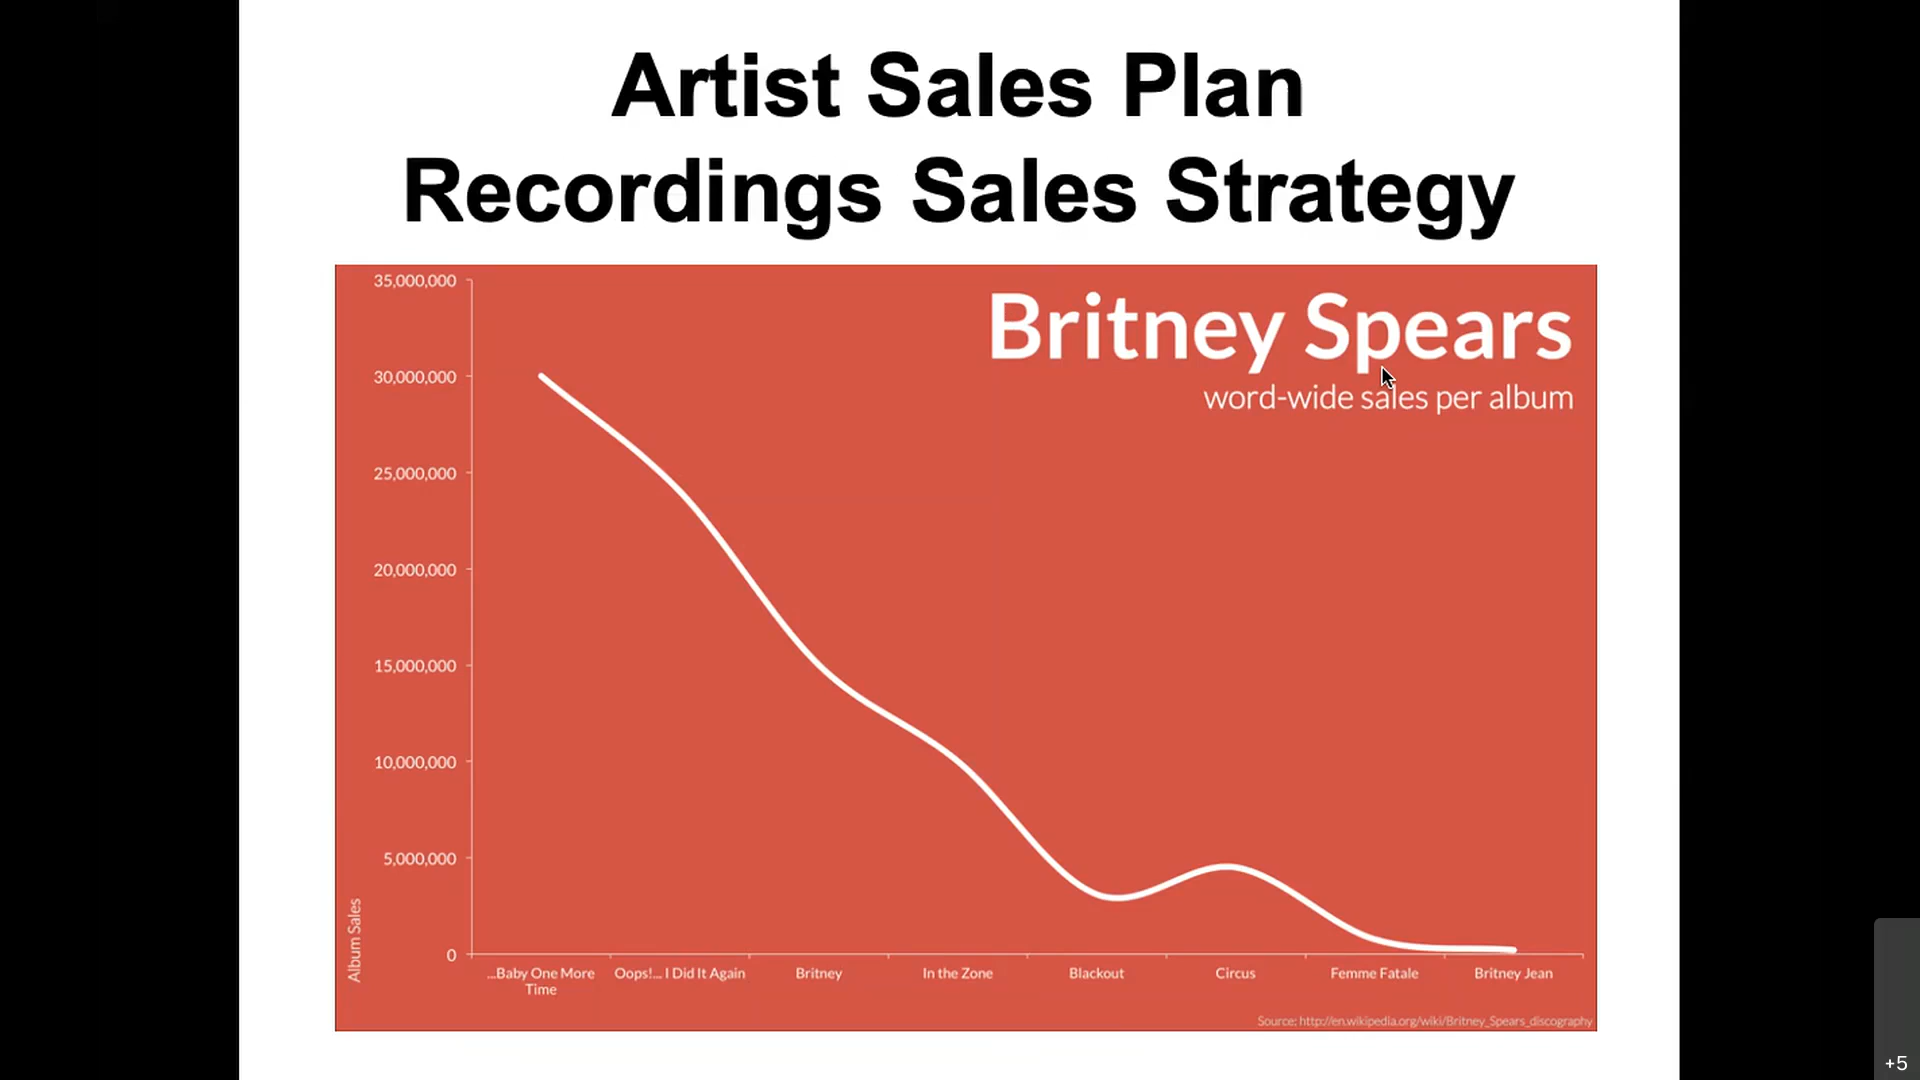 Artist Sales Plan
Recordings Sales Strategy
Britney Spears
word-wide sales per album
35,000,000
30,000,000
25,000,000
20,000,000
15,000,000
10,000,000
5,000,000
0
Album Sales
...Baby One More
Time
Oops!... I Did It Again
Britney
In the Zone
Blackout
Circus
Femme Fatale
Britney Jean
Source: http://en.wikipedia.org/wiki/Britney_Spears_discography
+5